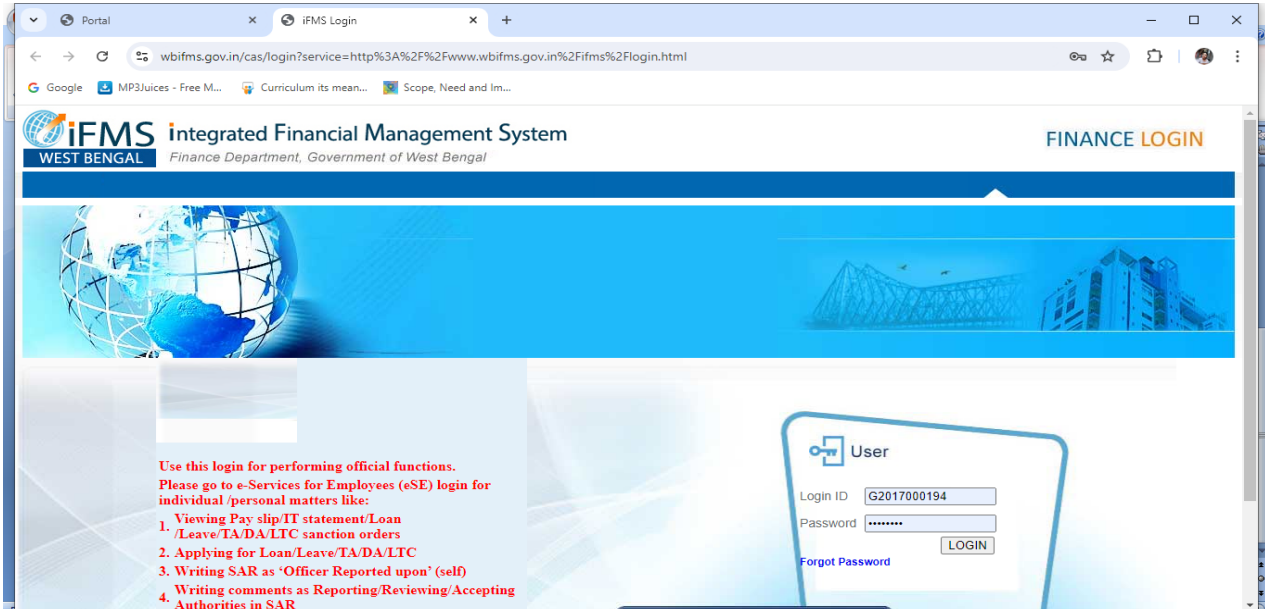 Portal
iFMS Login
wbifms.gov.in/cas/login?service=http%3A%2F%2Fwww.wbifms.gov.in%2Fifms%2Flogin.html
Google MP3Juices - Free M... Curriculum its mean... Scope, Need and Im...
iFMS
WEST BENGAL
integrated Financial Management System
Finance Department, Government of West Bengal
FINANCE LOGIN
Use this login for performing official functions.
Please go to e-Services for Employees (eSE) login for
individual /personal matters like:
1. Viewing Pay slip/IT statement/Loan
/Leave/TA/DA/LTC sanction orders
2. Applying for Loan/Leave/TA/DA/LTC
3. Writing SAR as ‘Officer Reported upon’ (self)
4. Writing comments as Reporting/Reviewing/Accepting
Authorities in SAR
User
Login ID G2017000194
Password ••••••••
LOGIN
Forgot Password